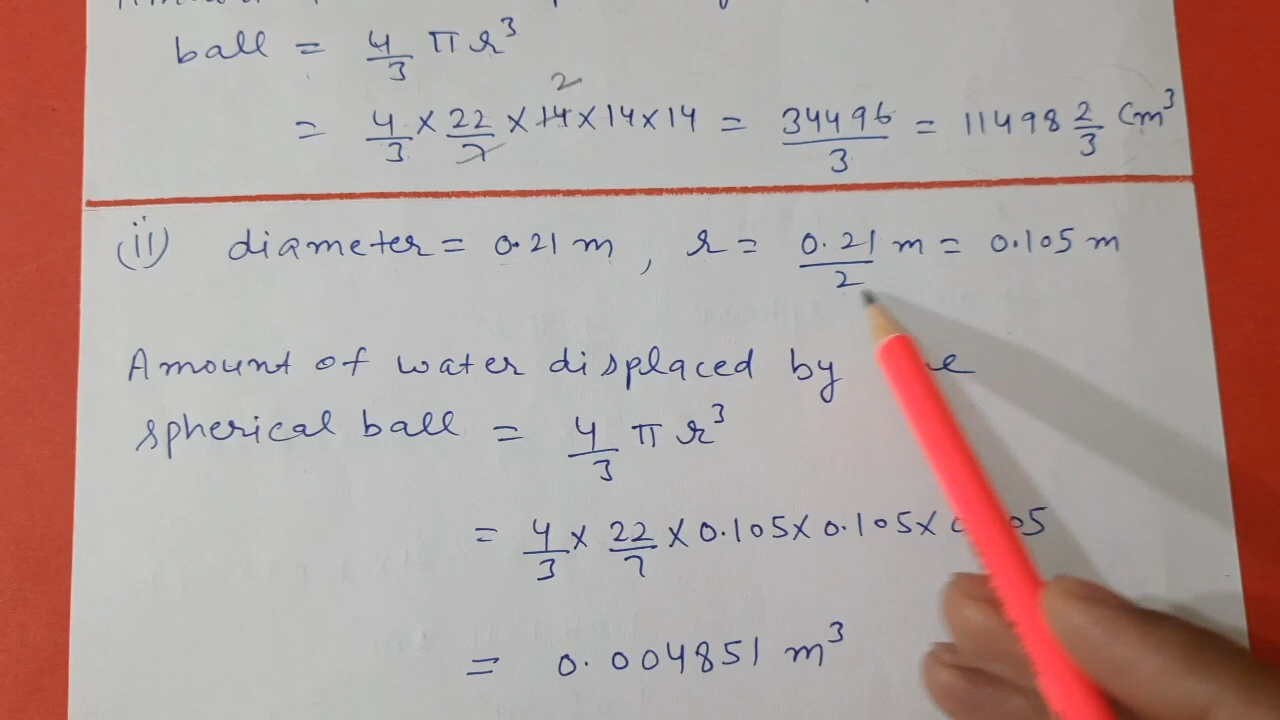 ball = 4/3 π r³
= 4/3 × 22/7 × 14 × 14 × 14 = 34496/3 = 11498 2/3 cm³
2
(ii) diameter = 0.21 m, r = 0.21/2 m = 0.105 m
Amount of water displaced by
spherical ball = 4/3 π r³
= 4/3 × 22/7 × 0.105 × 0.105 ×
= 0.004851 m³